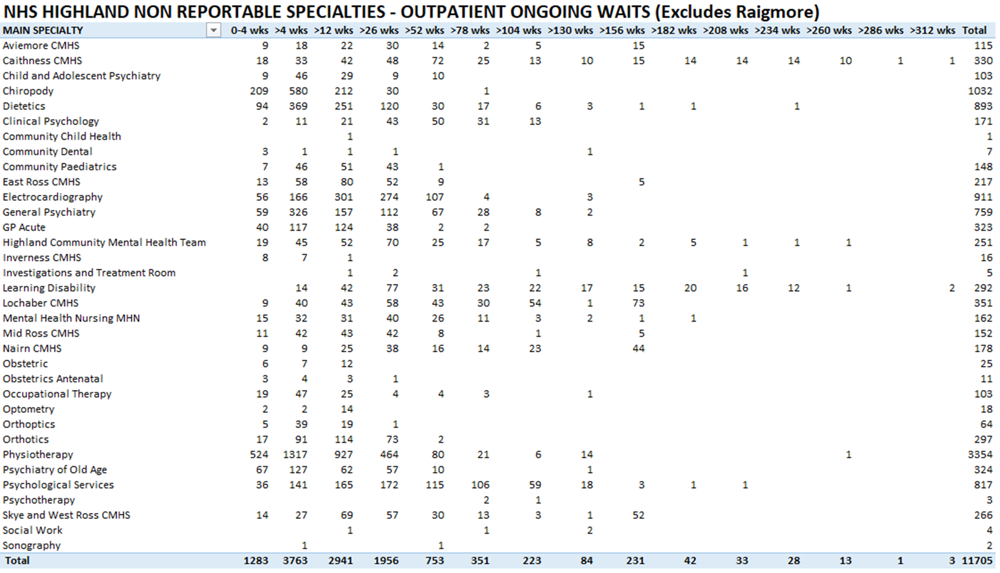 NHS HIGHLAND NON REPORTABLE SPECIALTIES - OUTPATIENT ONGOING WAITS (Excludes Raigmore)
MAIN SPECIALTY 0-4 wks >4 wks >12 wks >26 wks >52 wks >78 wks >104 wks >130 wks >156 wks >182 wks >208 wks >234 wks >260 wks >286 wks >312 wks Total
Aviemore CMHS 9 18 22 30 14 2 5 15 115
Caithness CMHS 18 33 42 48 72 25 13 10 15 14 14 14 10 1 1 330
Child and Adolescent Psychiatry 9 46 29 9 10 103
Chiropody 209 580 212 30 1 1032
Dietetics 94 369 251 120 30 17 6 3 1 1 1 893
Clinical Psychology 2 11 21 43 50 31 13 171
Community Child Health 1 1
Community Dental 3 1 1 1 1 7
Community Paediatrics 7 46 51 43 1 148
East Ross CMHS 13 58 80 52 9 5 217
Electrocardiography 56 166 301 274 107 4 3 911
General Psychiatry 59 326 157 112 67 28 8 2 759
GP Acute 40 117 124 38 2 2 323
Highland Community Mental Health Team 19 45 52 70 25 17 5 8 2 5 1 1 1 251
Inverness CMHS 8 7 1 16
Investigations and Treatment Room 1 2 1 1 5
Learning Disability 14 42 77 31 23 22 17 15 20 16 12 1 2 292
Lochaber CMHS 9 40 43 58 43 30 54 1 73 351
Mental Health Nursing MHN 15 32 31 40 26 11 3 2 1 1 162
Mid Ross CMHS 11 42 43 42 8 1 5 152
Nairn CMHS 9 9 25 38 16 14 23 44 178
Obstetric 6 7 12 25
Obstetrics Antenatal 3 4 3 1 11
Occupational Therapy 19 47 25 4 4 3 1 103
Optometry 2 2 14 18
Orthoptics 5 39 19 1 64
Orthotics 17 91 114 73 2 297
Physiotherapy 524 1317 927 464 80 21 6 14 1 3354
Psychiatry of Old Age 67 127 62 57 10 1 324
Psychological Services 36 141 165 172 115 106 59 18 3 1 1 817
Psychotherapy 2 1 3
Skye and West Ross CMHS 14 27 69 57 30 13 3 1 52 266
Social Work 1 1 2 4
Sonography 1 1 2
Total 1283 3763 2941 1956 753 351 223 84 231 42 33 28 13 1 3 11705